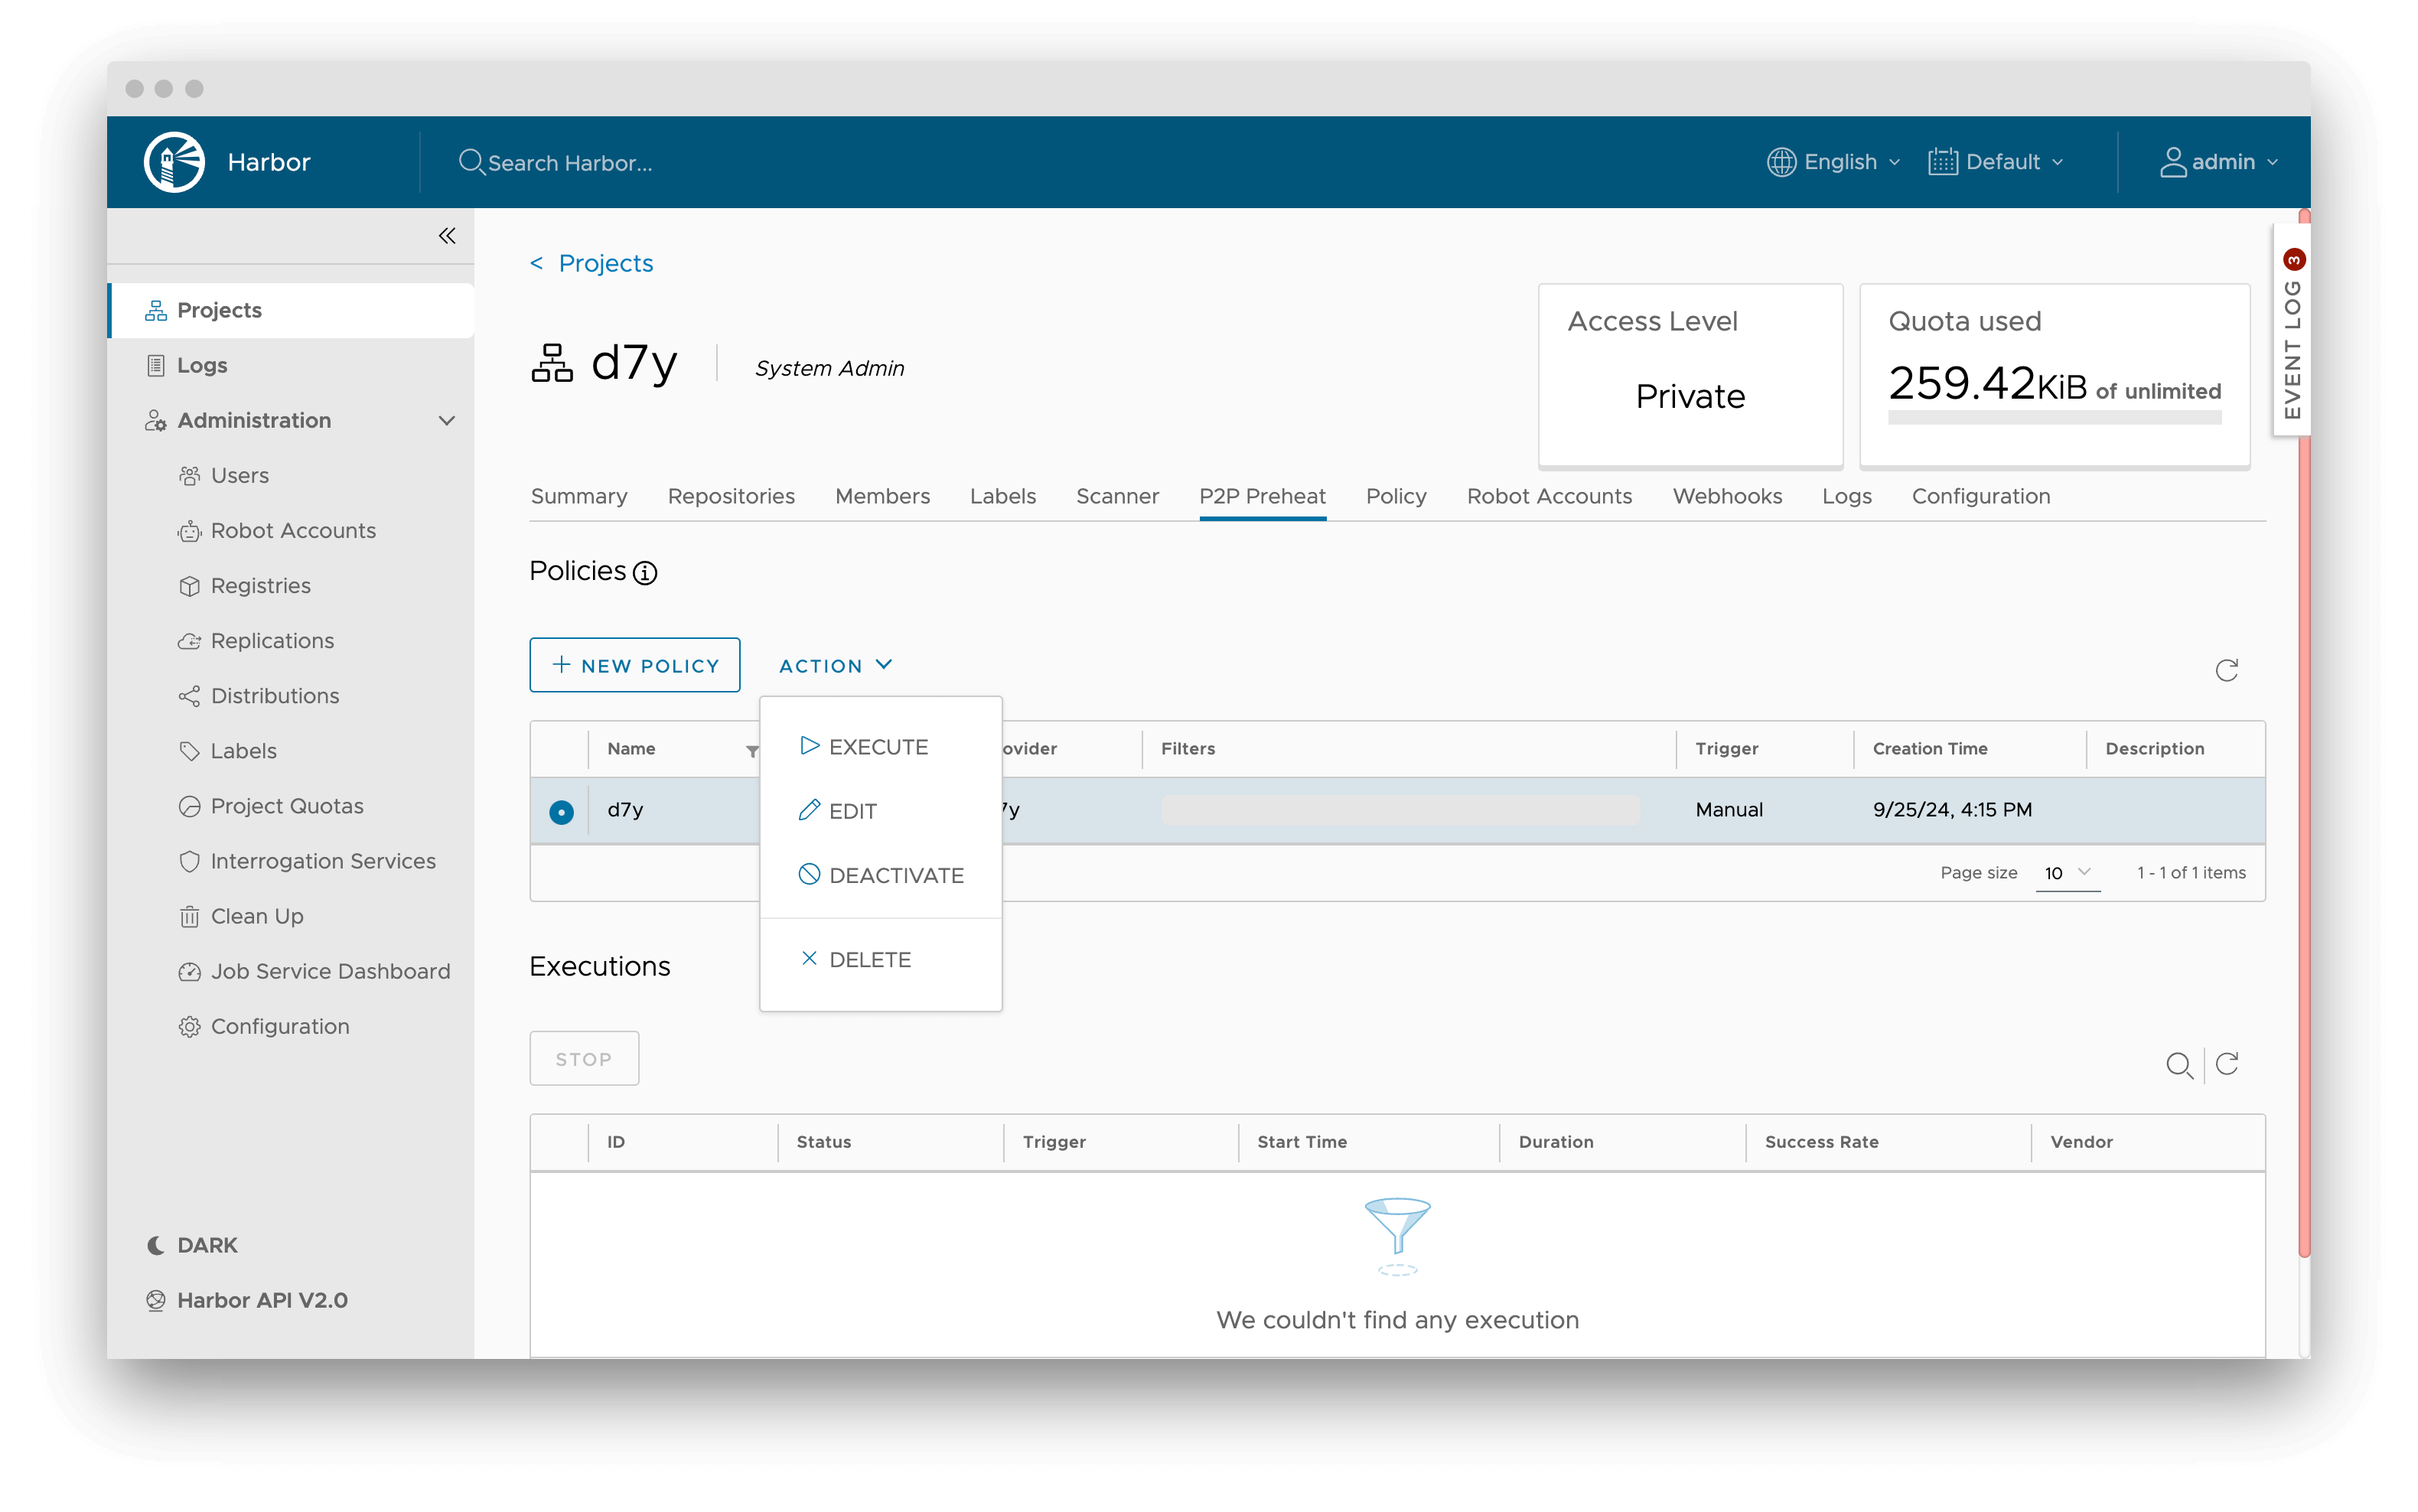 Harbor
Search Harbor...
English
Default
admin
EVENT LOG 3
Projects
Logs
Administration
Users
Robot Accounts
Registries
Replications
Distributions
Labels
Project Quotas
Interrogation Services
Clean Up
Job Service Dashboard
Configuration
DARK
Harbor API V2.0
< Projects
d7y
System Admin
Access Level
Private
Quota used
259.42KiB of unlimited
Summary Repositories Members Labels Scanner P2P Preheat Policy Robot Accounts Webhooks Logs Configuration
Policies
+ NEW POLICY
ACTION
EXECUTE
EDIT
DEACTIVATE
DELETE
Name ovider Filters Trigger Creation Time Description
d7y 7y Manual 9/25/24, 4:15 PM
Page size 10 1 - 1 of 1 items
Executions
STOP
ID Status Trigger Start Time Duration Success Rate Vendor
We couldn't find any execution